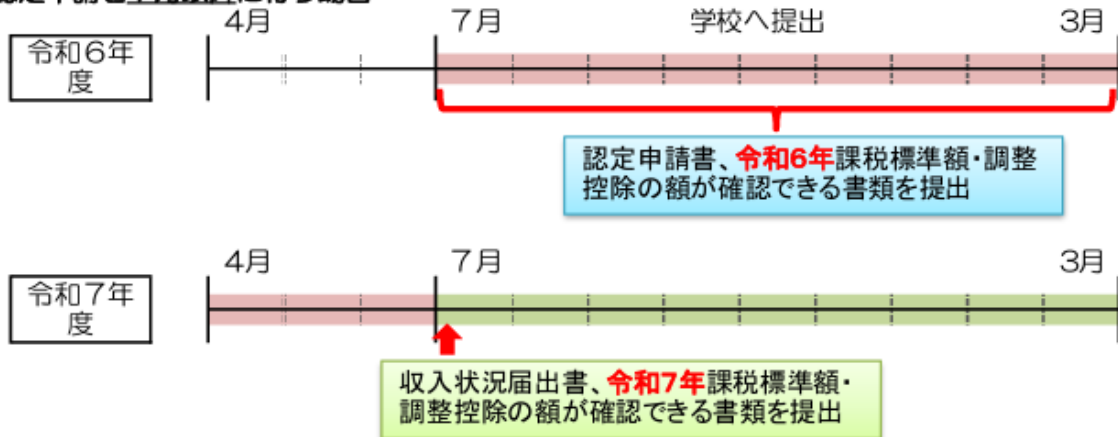 4月 7月 学校へ提出 3月
令和6年
度
認定申請書、令和6年課税標準額・調整
控除の額が確認できる書類を提出
4月 7月 3月
令和7年
度
収入状況届出書、令和7年課税標準額・
調整控除の額が確認できる書類を提出